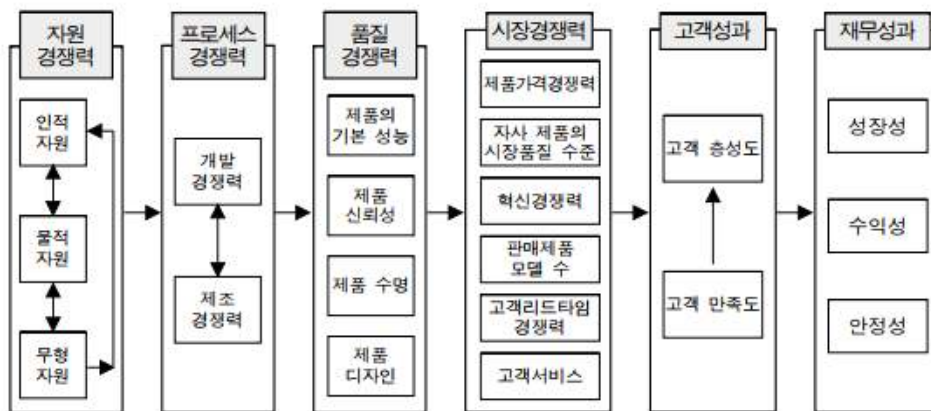 자원
경쟁력
인적
자원
물적
자원
무형
자원
프로세스
경쟁력
개발
경쟁력
제조
경쟁력
품질
경쟁력
제품의
기본 성능
제품
신뢰성
제품 수명
제품
디자인
시장경쟁력
제품가격경쟁력
자사 제품의
시장품질 수준
혁신경쟁력
판매제품
모델 수
고객리드타임
경쟁력
고객서비스
고객성과
고객 충성도
고객 만족도
재무성과
성장성
수익성
안정성